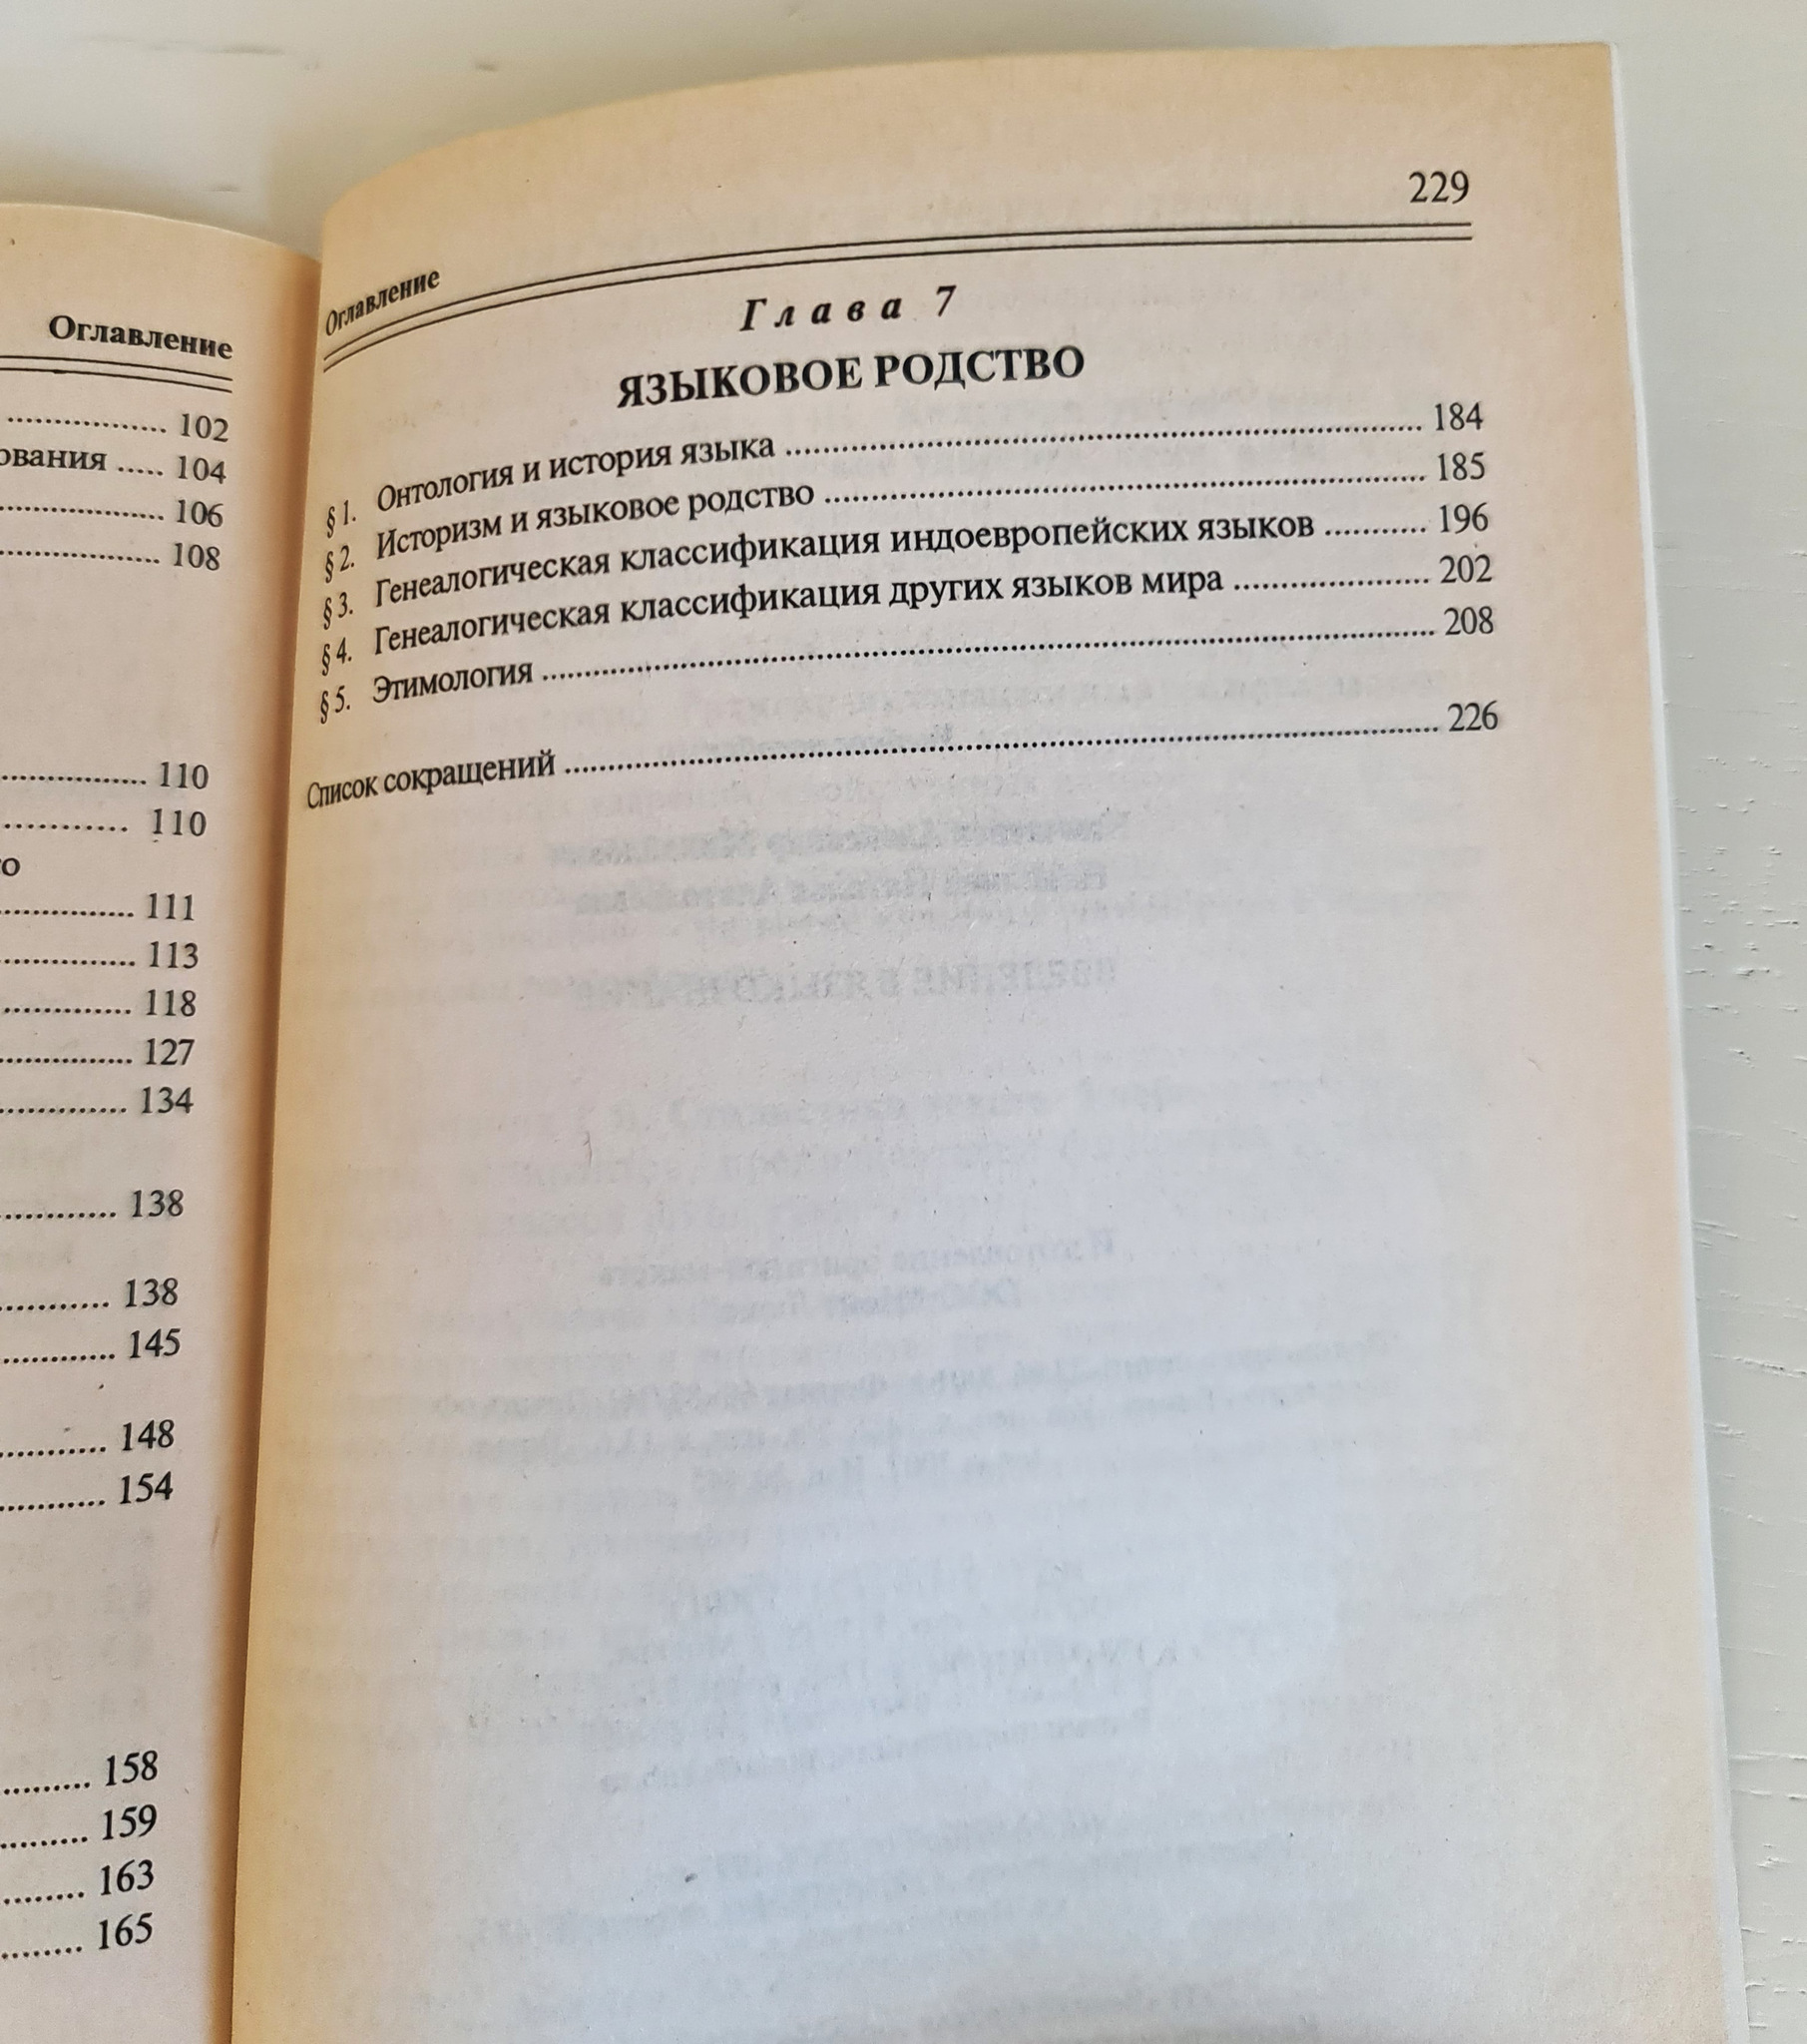 Оглавление
................. 102
ования ..... 104
................. 106
................. 108
................. 110
............ 110
о
................. 111
................. 113
................. 118
................. 127
................. 134
................. 138
............ 138
............ 145
............ 148
............ 154
.......... 158
.......... 159
.......... 163
.......... 165
Оглавление 229
Глава 7
ЯЗЫКОВОЕ РОДСТВО
§ 1. Онтология и история языка ................. 184
§ 2. Историзм и языковое родство ................. 185
§ 3. Генеалогическая классификация индоевропейских языков ........... 196
§ 4. Генеалогическая классификация других языков мира ................. 202
§ 5. Этимология ................. 208
Список сокращений ................. 226